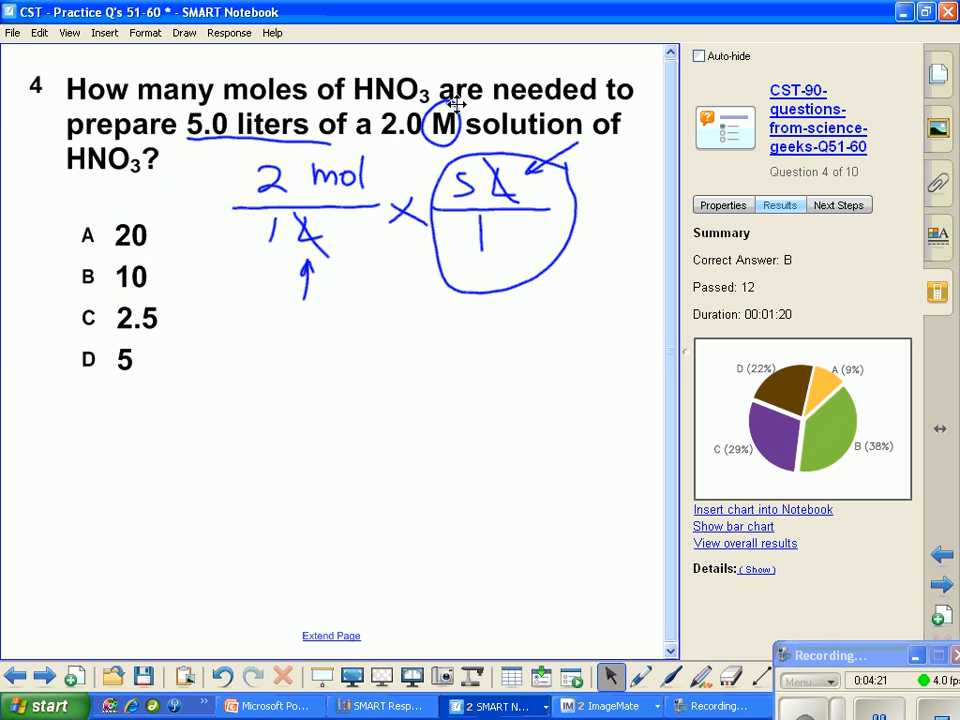 CST - Practice Q's 51-60 * - SMART Notebook
File Edit View Insert Format Draw Response Help
4 How many moles of HNO₃ are needed to
prepare 5.0 liters of a 2.0 M solution of
HNO₃?
2 mol
1 L
×
5 L
1
A 20
B 10
C 2.5
D 5
Extend Page
Auto-hide
CST-90-
questions-
from-science-
geeks-Q51-60
Question 4 of 10
Properties Results Next Steps
Summary
Correct Answer: B
Passed: 12
Duration: 00:01:20
D (22%) A (9%)
C (29%) B (38%)
Insert chart into Notebook
Show bar chart
View overall results
Details: ( Show )
Recording...
Menu 0:04:21 4.0 fp
start Microsoft Po... SMART Resp... 2 SMART N... 2 ImageMate Recording...